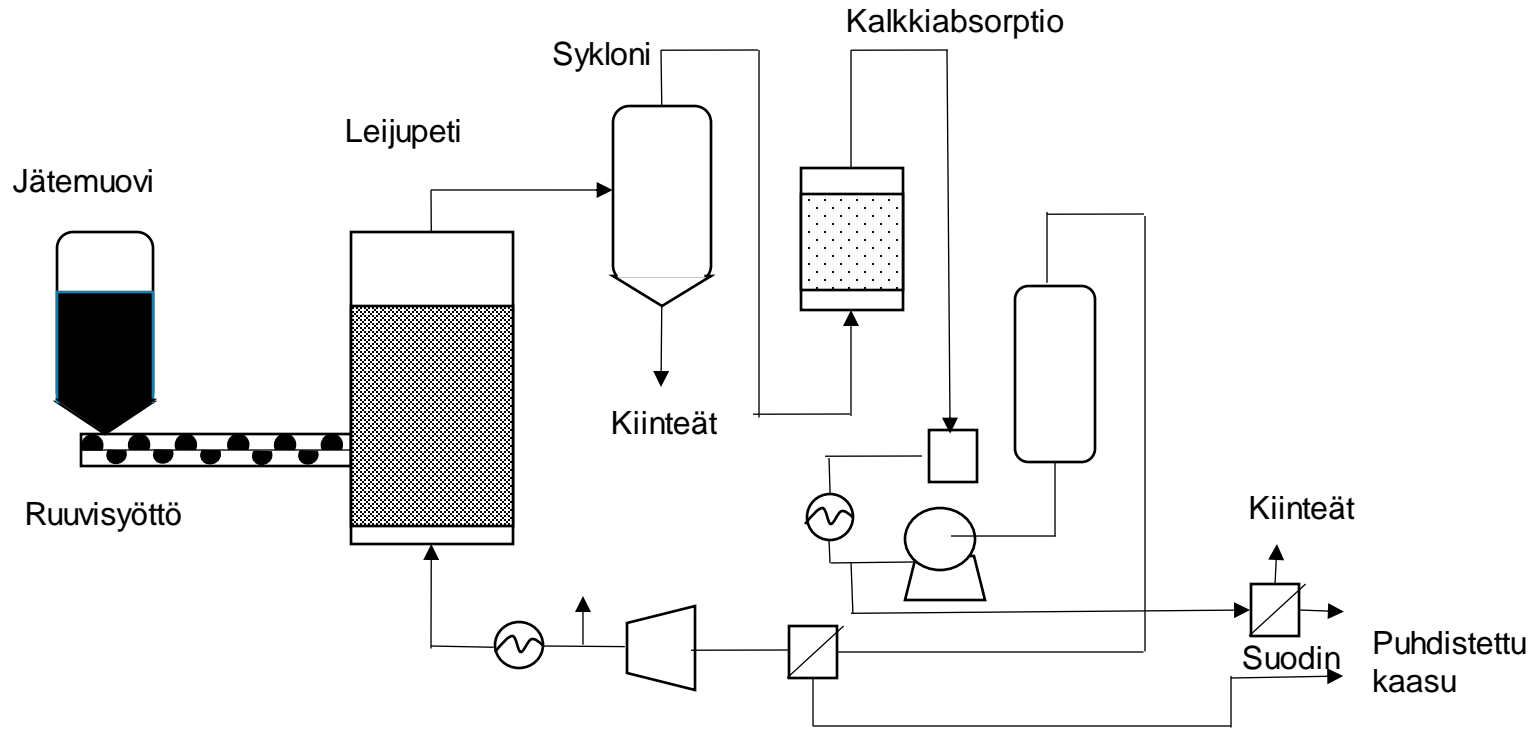 Kalkkiabsorptio
Sykloni
Leijupeti
Jätemuovi
Kiinteät
Ruuvisyöttö
Kiinteät
Suodin
Puhdistettu
kaasu